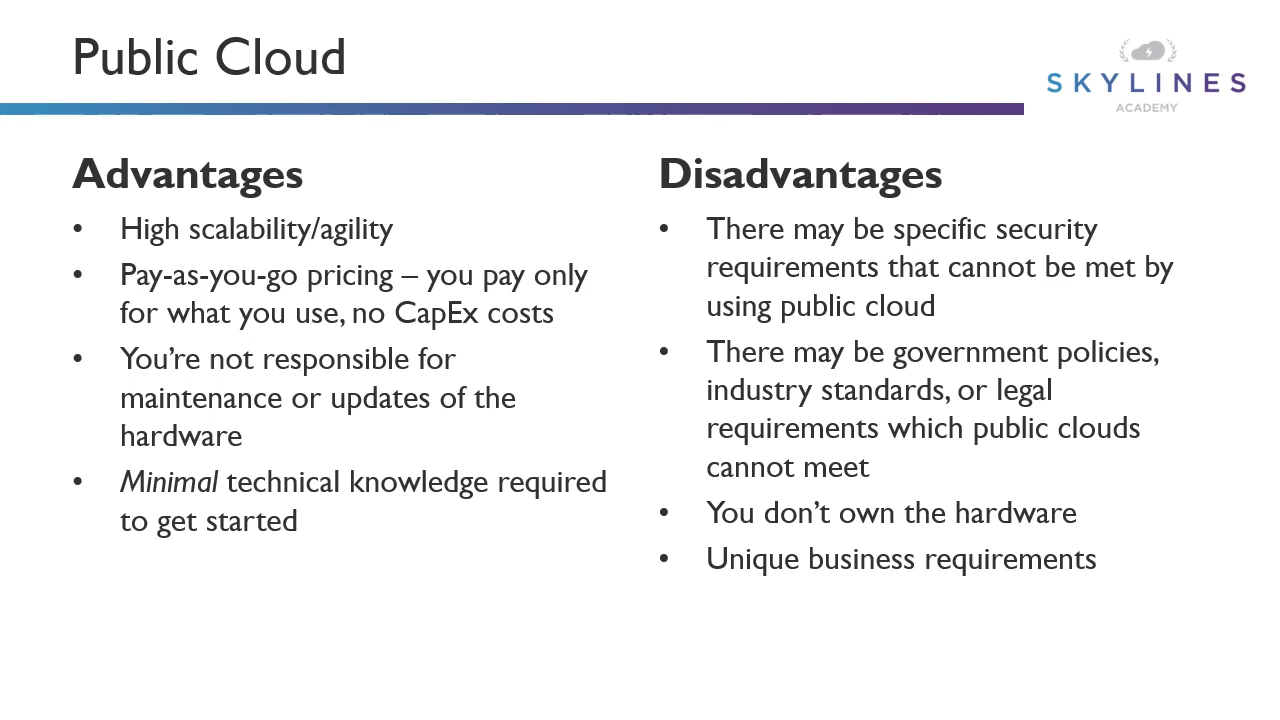 Public Cloud
SKYLINES
ACADEMY
Advantages
• High scalability/agility
• Pay-as-you-go pricing – you pay only
for what you use, no CapEx costs
• You’re not responsible for
maintenance or updates of the
hardware
• Minimal technical knowledge required
to get started
Disadvantages
• There may be specific security
requirements that cannot be met by
using public cloud
• There may be government policies,
industry standards, or legal
requirements which public clouds
cannot meet
• You don’t own the hardware
• Unique business requirements